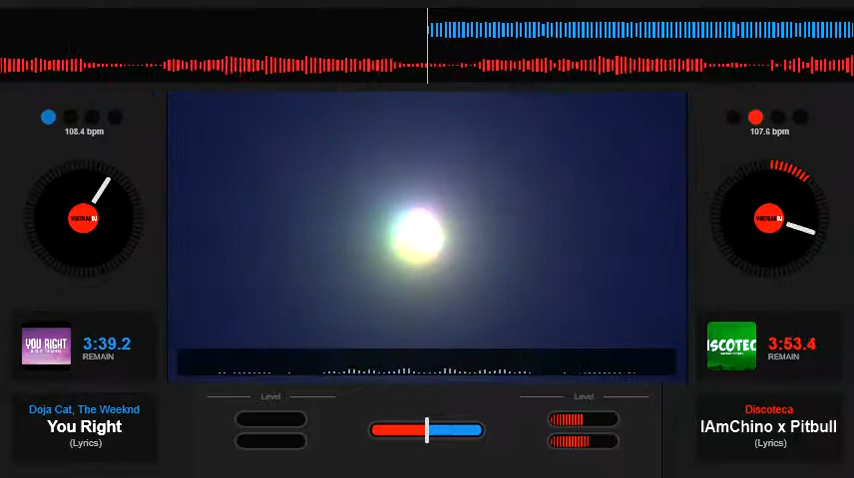 108.4 bpm
107.6 bpm
YOU RIGHT
3:39.2
REMAIN
ISCOTEC
3:53.4
REMAIN
Level
Level
Doja Cat, The Weeknd
You Right
(Lyrics)
Discoteca
IAmChino x Pitbull
(Lyrics)